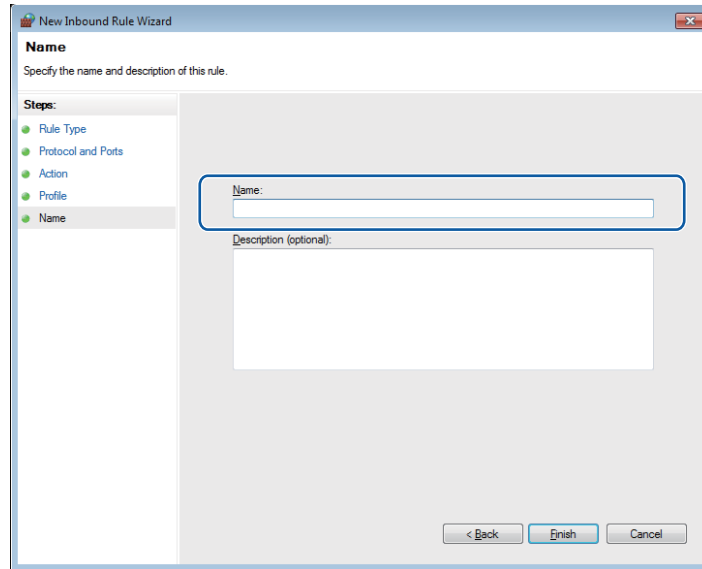 New Inbound Rule Wizard
Name
Specify the name and description of this rule.
Steps:
Rule Type
Protocol and Ports
Action
Profile
Name
Name:
Description (optional):
< Back
Finish
Cancel